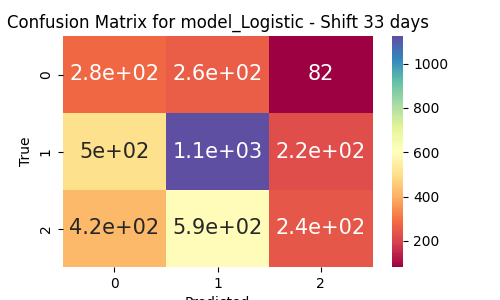 Confusion Matrix for model_Logistic - Shift 33 days
0 2.8e+02 2.6e+02 82
1 5e+02 1.1e+03 2.2e+02
2 4.2e+02 5.9e+02 2.4e+02
0 1 2
True
Predicted
1000
800
600
400
200